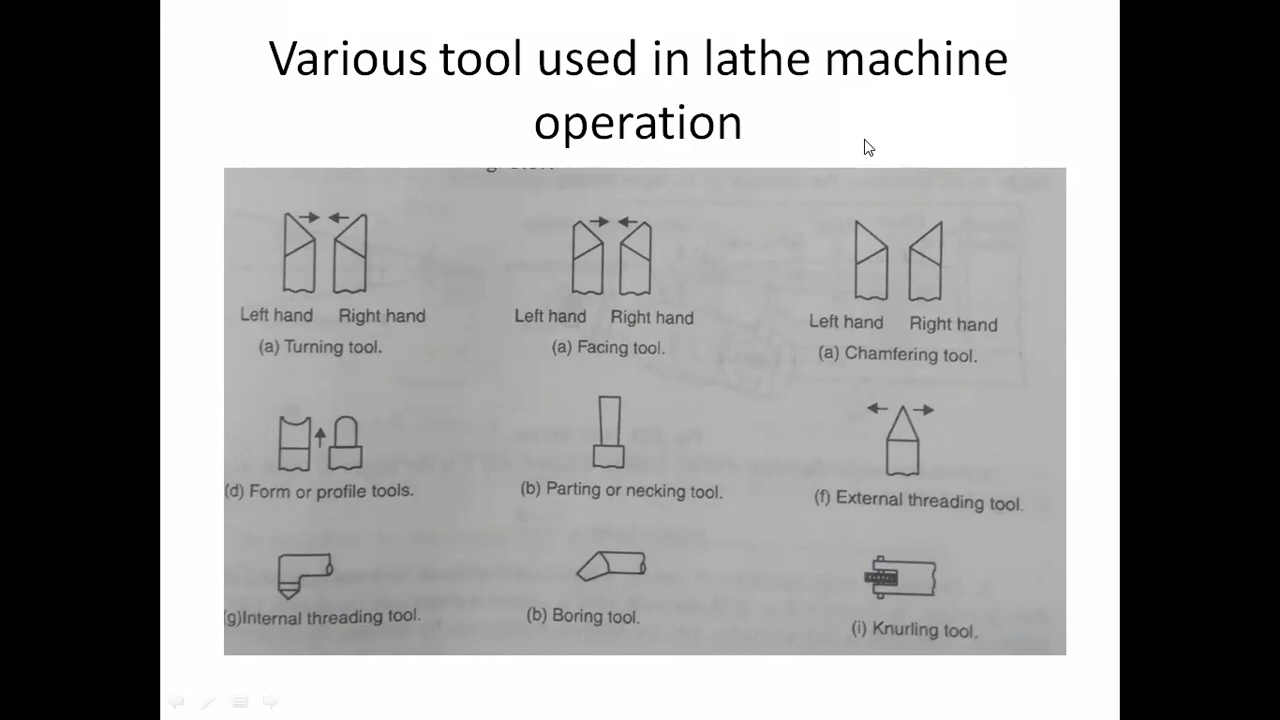 Various tool used in lathe machine
operation
Left hand Right hand
(a) Turning tool.
Left hand Right hand
(a) Facing tool.
Left hand Right hand
(a) Chamfering tool.
(d) Form or profile tools.
(b) Parting or necking tool.
(f) External threading tool.
(g)Internal threading tool.
(b) Boring tool.
(i) Knurling tool.